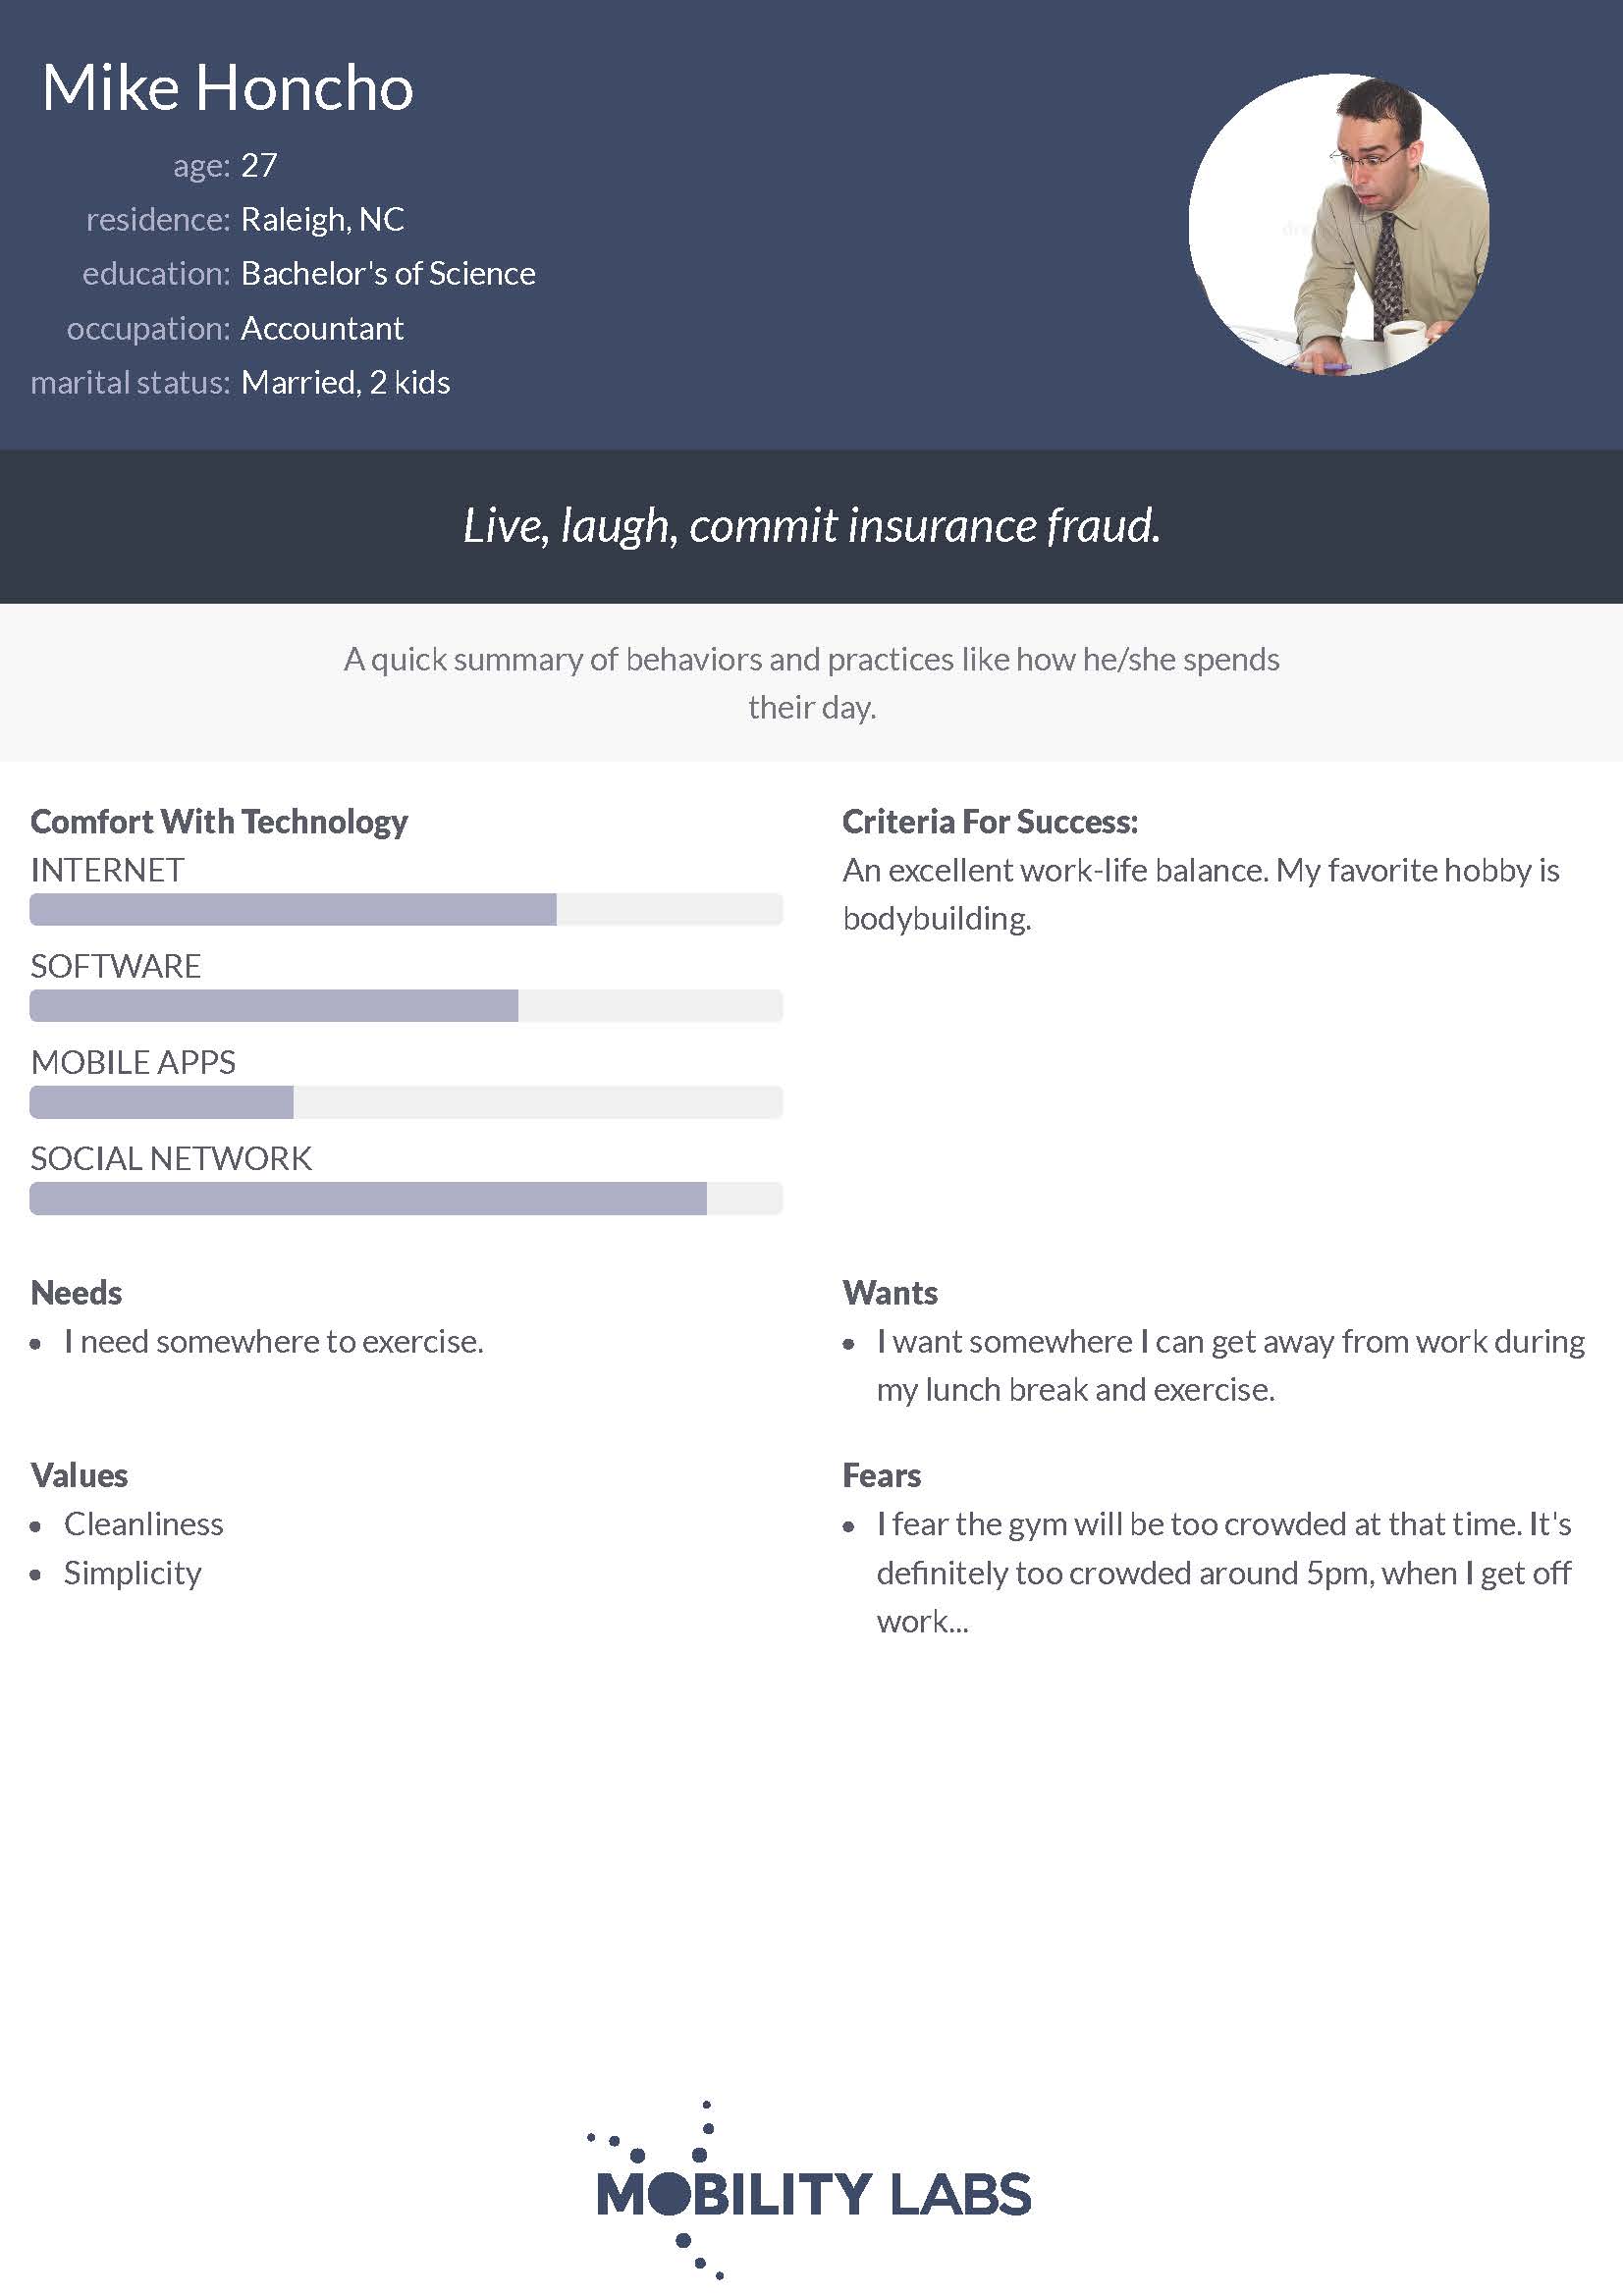 Mike Honcho
age: 27
residence: Raleigh, NC
education: Bachelor's of Science
occupation: Accountant
marital status: Married, 2 kids
Live, laugh, commit insurance fraud.
A quick summary of behaviors and practices like how he/she spends
their day.
Comfort With Technology
INTERNET
SOFTWARE
MOBILE APPS
SOCIAL NETWORK
Criteria For Success:
An excellent work-life balance. My favorite hobby is
bodybuilding.
Needs
• I need somewhere to exercise.
Wants
• I want somewhere I can get away from work during
my lunch break and exercise.
Values
• Cleanliness
• Simplicity
Fears
• I fear the gym will be too crowded at that time. It's
definitely too crowded around 5pm, when I get off
work...
MOBILITY LABS